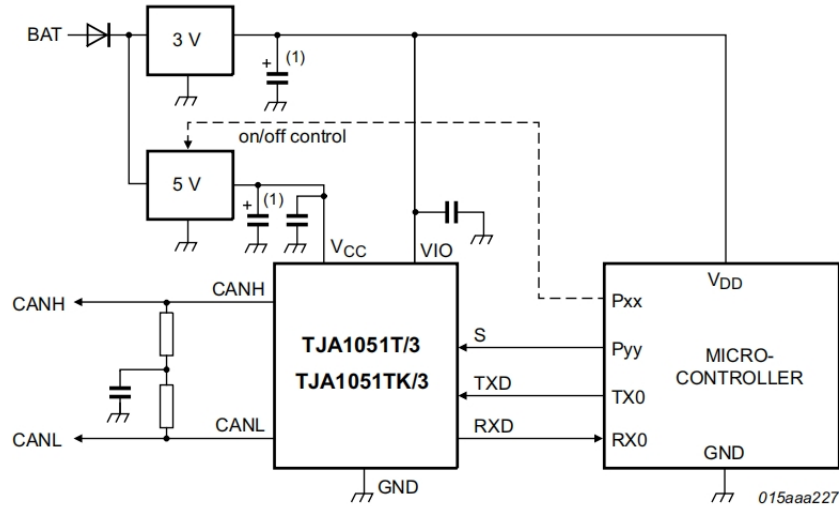 BAT
3 V
+
(1)
on/off control
5 V
+
(1)
VCC
VIO
CANH
CANH
TJA1051T/3
TJA1051TK/3
S
TXD
RXD
VDD
Pxx
Pyy
MICRO-
CONTROLLER
TX0
RX0
GND
CANL
CANL
GND
015aaa227